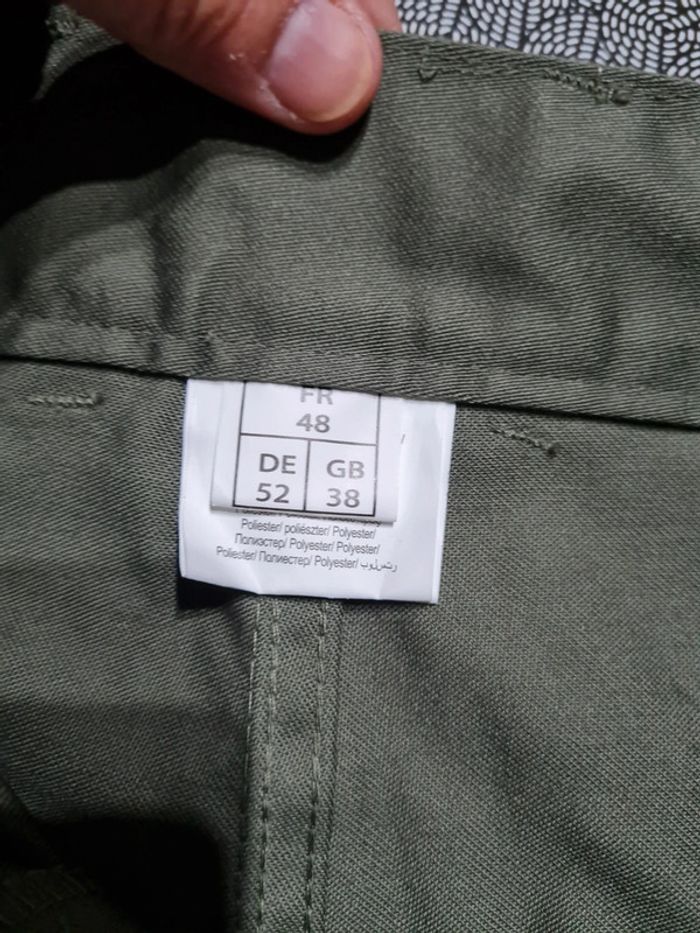 FR
48
DE GB
52 38
Poliester/ poliészter/ Polyester/
Полиэстер/ Polyester/ Polyester/
Poliester/ Полиестер/ Polyester/ بوليستر